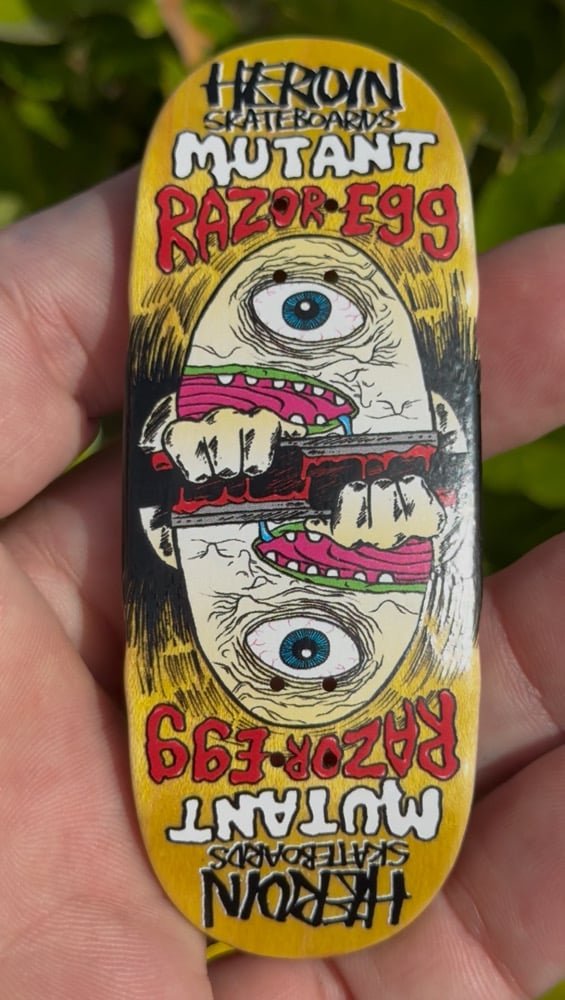 HEROIN
SKATEBOARDS
MUTANT
RAZOR·Egg
RAZOR·Egg
MUTANT
SKATEBOARDS
HEROIN